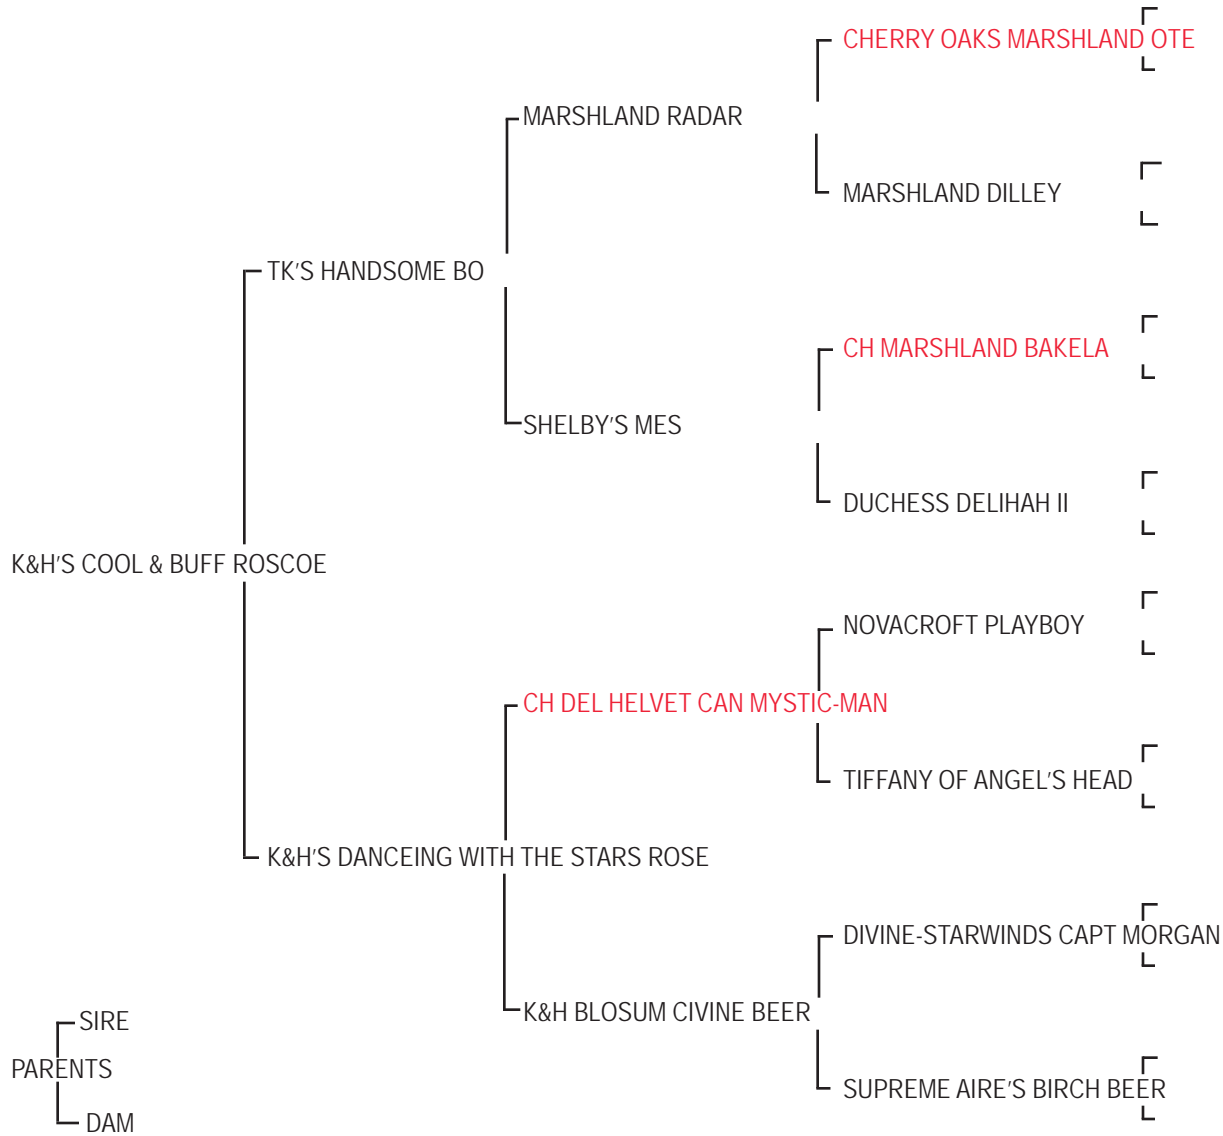 CHERRY OAKS MARSHLAND OTE
MARSHLAND RADAR
MARSHLAND DILLEY
TK'S HANDSOME BO
CH MARSHLAND BAKELA
SHELBY'S MES
DUCHESS DELIHAH II
K&H'S COOL & BUFF ROSCOE
NOVACROFT PLAYBOY
CH DEL HELVET CAN MYSTIC-MAN
TIFFANY OF ANGEL'S HEAD
K&H'S DANCEING WITH THE STARS ROSE
DIVINE-STARWINDS CAPT MORGAN
K&H BLOSUM CIVINE BEER
SIRE
PARENTS
SUPREME AIRE'S BIRCH BEER
DAM